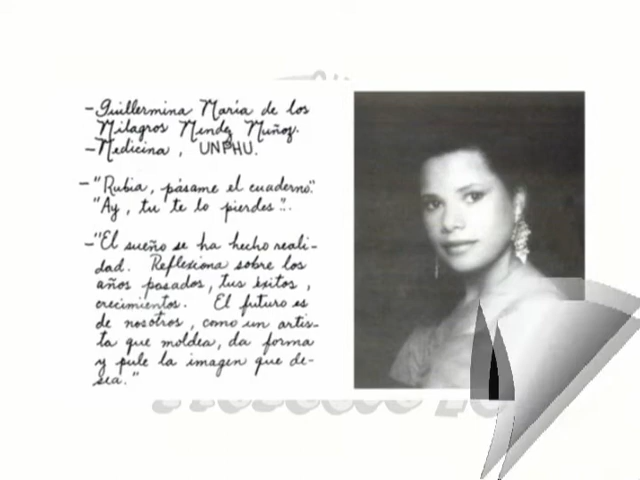 -Guillermina María de los
Milagros Mendez Muñoz.
-Medicina, UNPHU.
-"Rubia, pásame el cuaderno".
"Ay, tu te lo pierdes"..
-"El sueño se ha hecho reali-
dad. Reflexiona sobre los
años pasados, tus éxitos,
crecimientos. El futuro es
de nosotros, como un artis-
ta que moldea, da forma
y pule la imagen que de-
sea."